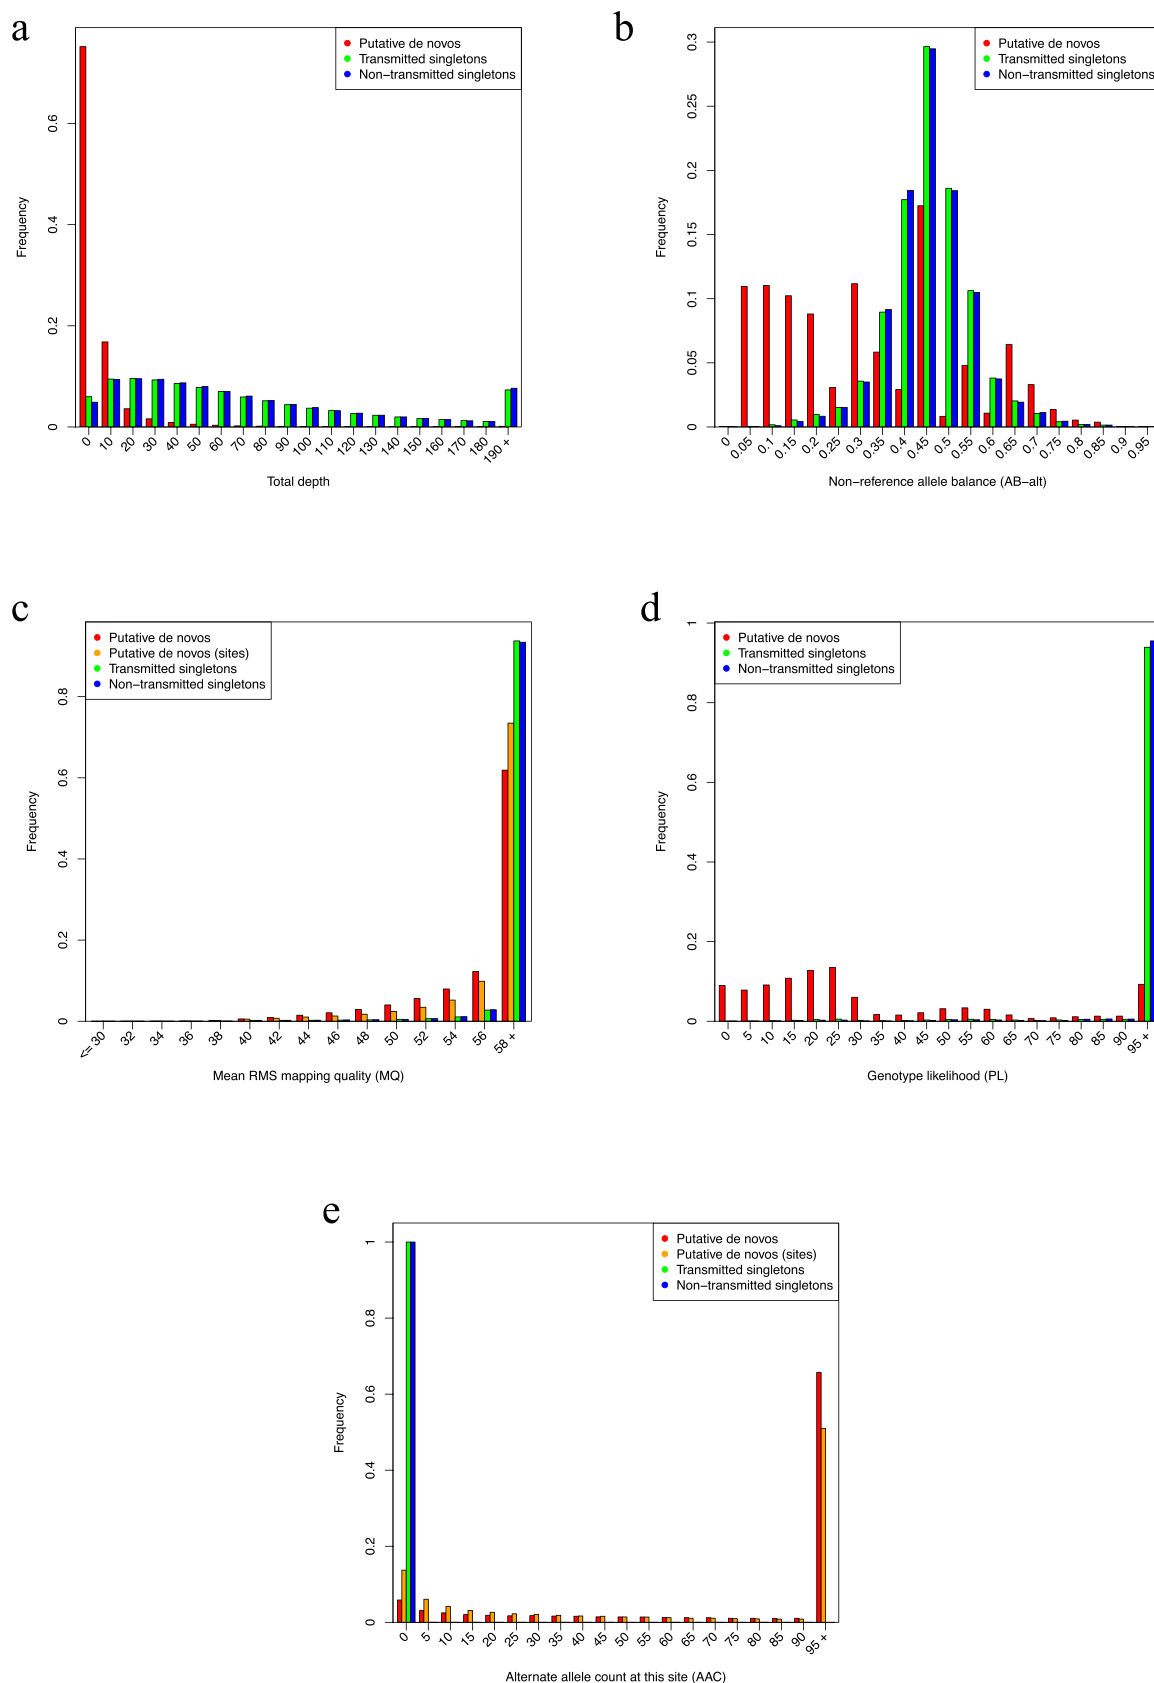 a
Putative de novos
Transmitted singletons
Non−transmitted singletons
Frequency
0 0.2 0.4 0.6
0 10 20 30 40 50 60 70 80 90 100 110 120 130 140 150 160 170 180 190 +
Total depth
b
Putative de novos
Transmitted singletons
Non−transmitted singletons
Frequency
0 0.05 0.1 0.15 0.2 0.25 0.3
0 0.05 0.1 0.15 0.2 0.25 0.3 0.35 0.4 0.45 0.5 0.55 0.6 0.65 0.7 0.75 0.8 0.85 0.9 0.95
Non−reference allele balance (AB−alt)
c
Putative de novos
Putative de novos (sites)
Transmitted singletons
Non−transmitted singletons
Frequency
0 0.2 0.4 0.6 0.8
<= 30 32 34 36 38 40 42 44 46 48 50 52 54 56 58 +
Mean RMS mapping quality (MQ)
d
Putative de novos
Transmitted singletons
Non−transmitted singletons
Frequency
0 0.2 0.4 0.6 0.8 1
0 5 10 15 20 25 30 35 40 45 50 55 60 65 70 75 80 85 90 95 +
Genotype likelihood (PL)
e
Putative de novos
Putative de novos (sites)
Transmitted singletons
Non−transmitted singletons
Frequency
0 0.2 0.4 0.6 0.8 1
0 5 10 15 20 25 30 35 40 45 50 55 60 65 70 75 80 85 90 95 +
Alternate allele count at this site (AAC)